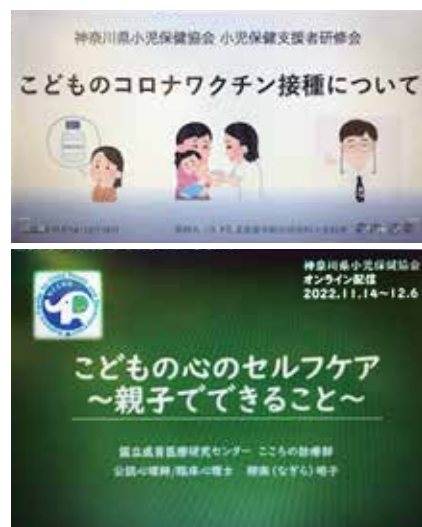 神奈川県小児保健協会 小児保健支援者研修会
こどものコロナワクチン接種について
神奈川県小児保健協会
オンライン配信
2022.11.14~12.6
こどもの心のセルフケア
~親子でできること~
国立成育医療研究センター こころの診療部
公認心理師/臨床心理士